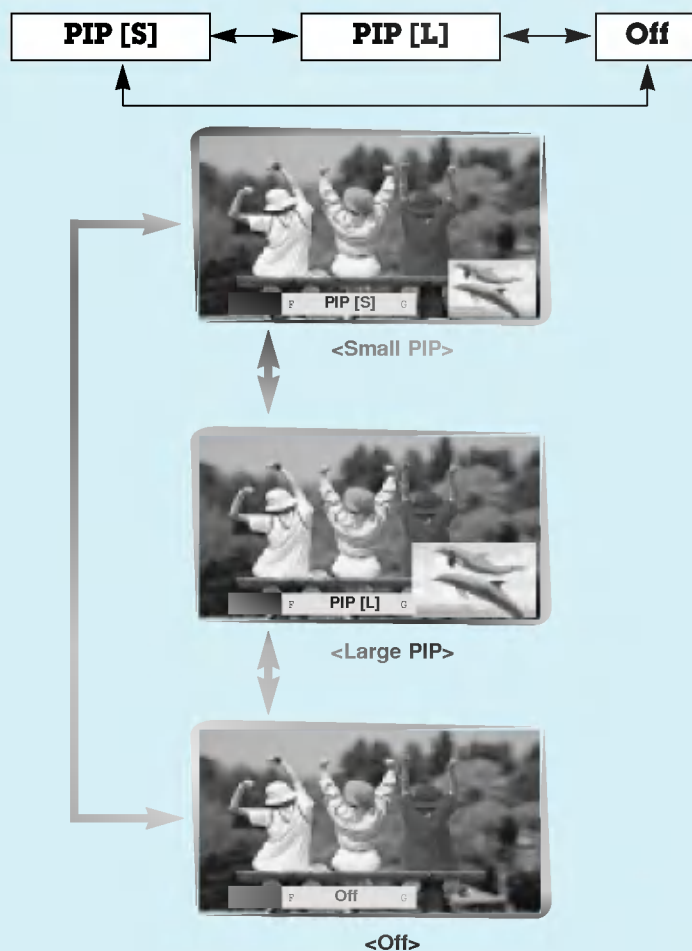 PIP [S] PIP [L] Off
F PIP [S] G
<Small PIP>
F PIP [L] G
<Large PIP>
F Off G
<Off>